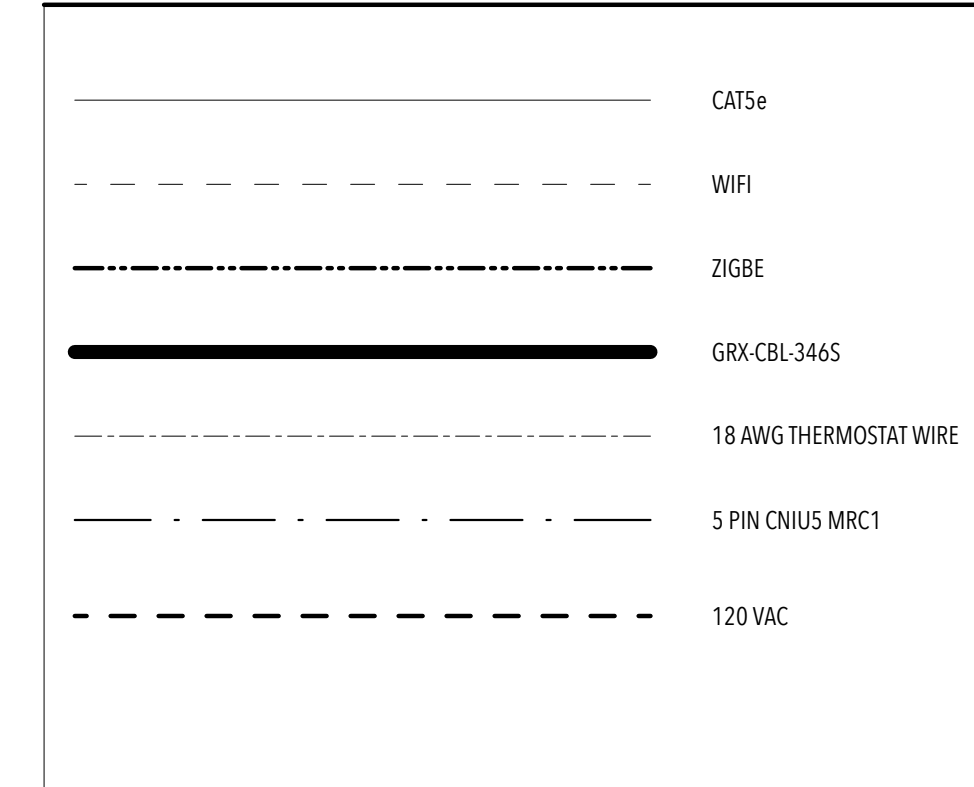 CAT5e
WIFI
ZIGBE
GRX-CBL-346S
18 AWG THERMOSTAT WIRE
5 PIN CNIU5 MRC1
120 VAC